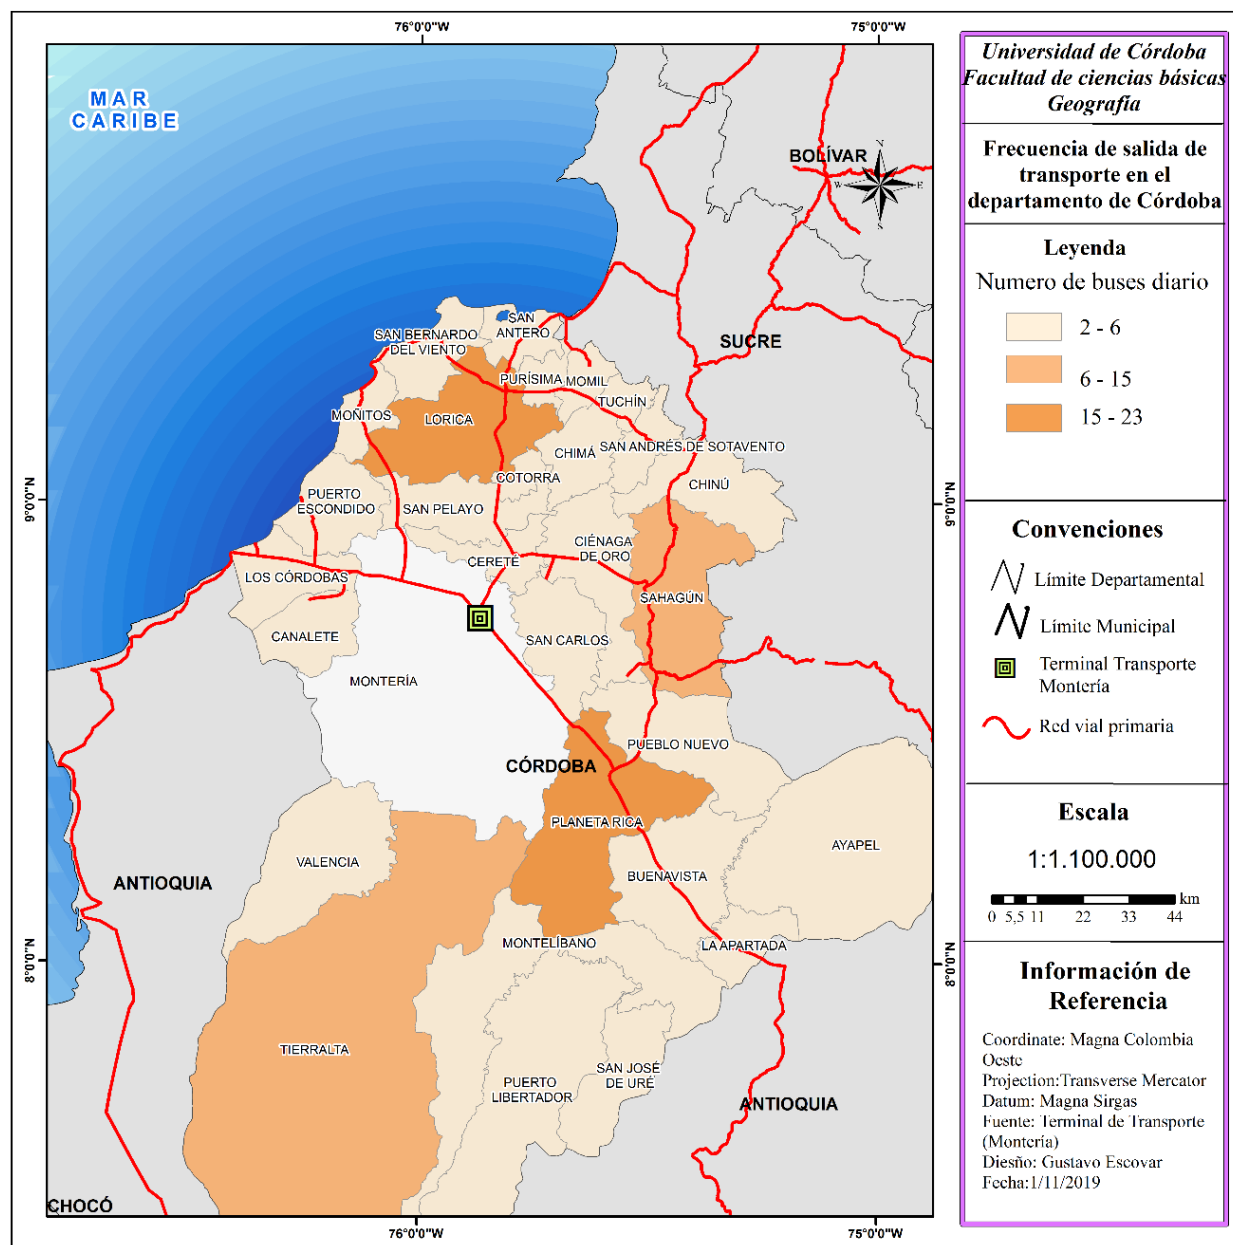 76°0'0"W
75°0'0"W
MAR
CARIBE
BOLÍVAR
N
W
E
S
SUCRE
SAN
ANTERO
SAN BERNARDO
DEL VIENTO
PURÍSIMA
MOMIL
TUCHÍN
MOÑITOS
LORICA
SAN ANDRÉS DE SOTAVENTO
CHIMÁ
COTORRA
CHINÚ
9°0'0"N
9°0'0"N
PUERTO
ESCONDIDO
SAN PELAYO
CIÉNAGA
DE ORO
CERETÉ
LOS CÓRDOBAS
SAHAGÚN
CANALETE
SAN CARLOS
MONTERÍA
PUEBLO NUEVO
CÓRDOBA
PLANETA RICA
AYAPEL
VALENCIA
BUENAVISTA
ANTIOQUIA
MONTELÍBANO
LA APARTADA
8°0'0"N
8°0'0"N
TIERRALTA
SAN JOSÉ
DE URÉ
PUERTO
LIBERTADOR
ANTIOQUIA
CHOCÓ
76°0'0"W
75°0'0"W
Universidad de Córdoba
Facultad de ciencias básicas
Geografía
Frecuencia de salida de
transporte en el
departamento de Córdoba
Leyenda
Numero de buses diario
2 - 6
6 - 15
15 - 23
Convenciones
Límite Departamental
Límite Municipal
Terminal Transporte
Montería
Red vial primaria
Escala
1:1.100.000
km
0 5,5 11 22 33 44
Información de
Referencia
Coordinate: Magna Colombia
Oeste
Projection:Transverse Mercator
Datum: Magna Sirgas
Fuente: Terminal de Transporte
(Montería)
Diesño: Gustavo Escovar
Fecha:1/11/2019